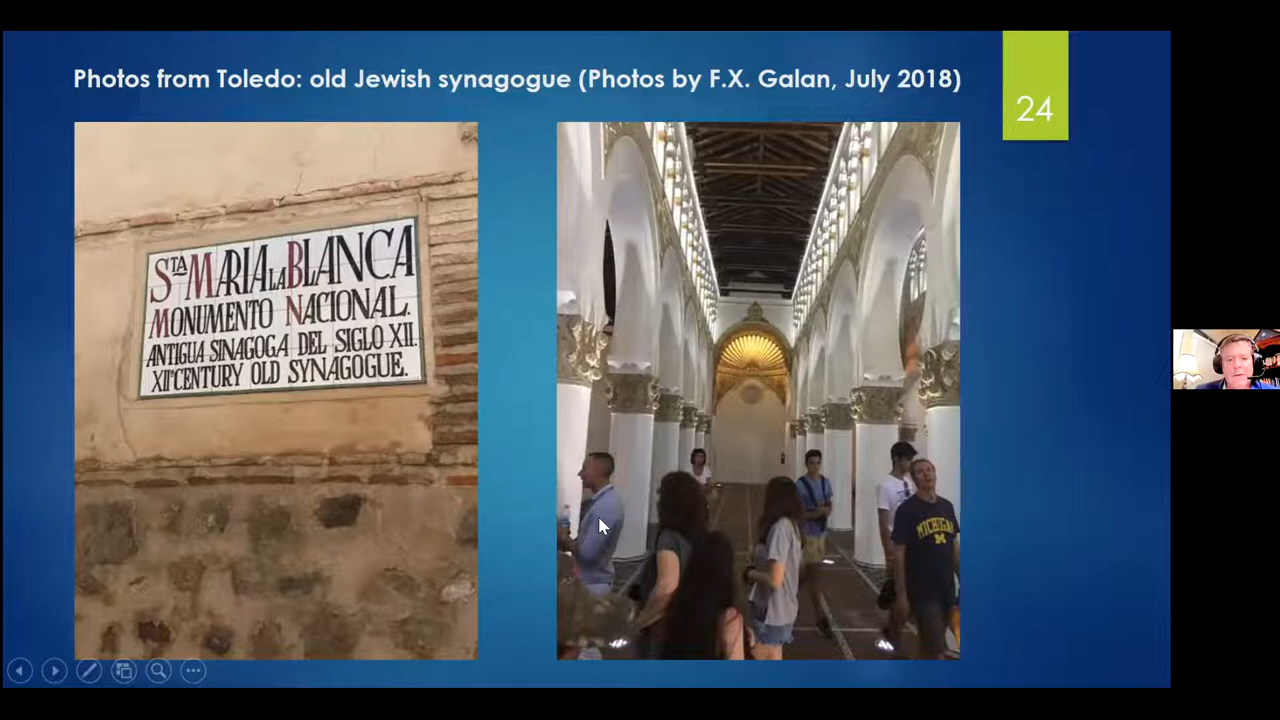 Photos from Toledo: old Jewish synagogue (Photos by F.X. Galan, July 2018)
24
STA MARIA LA BLANCA
MONUMENTO NACIONAL.
ANTIGUA SINAGOGA DEL SIGLO XII.
XIIᵗʰ CENTURY OLD SYNAGOGUE.
MICHIGAN
M